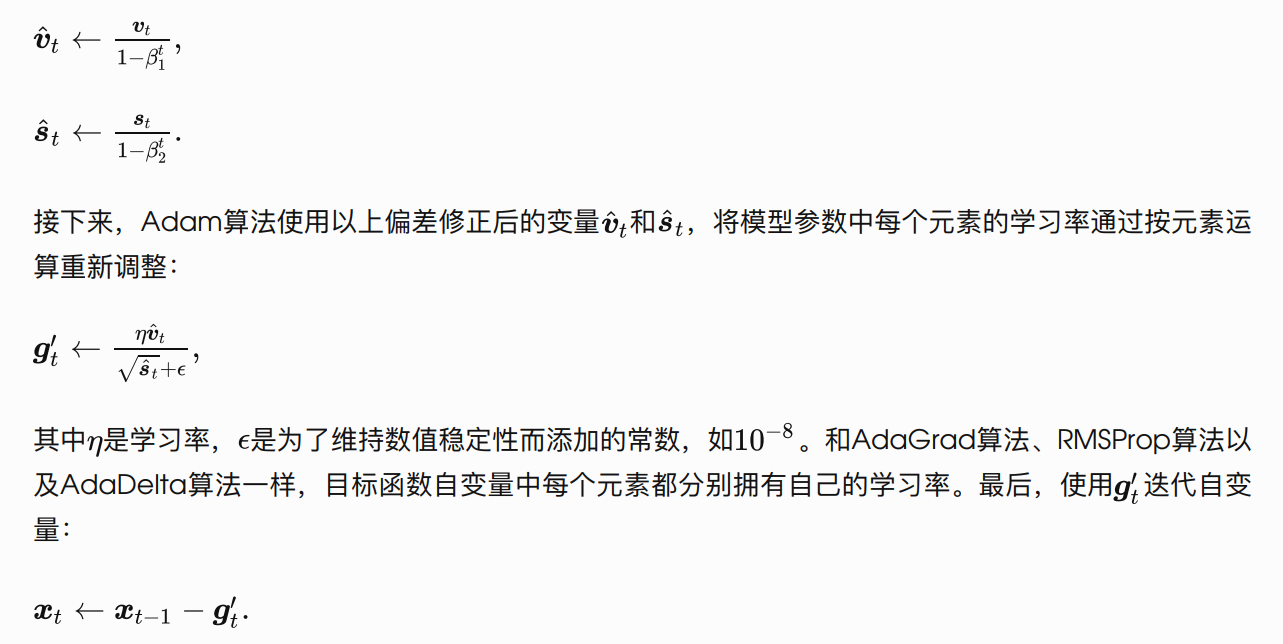 $\hat{\boldsymbol{v}}_t \leftarrow \frac{\boldsymbol{v}_t}{1-\beta_1^t},$
$\hat{\boldsymbol{s}}_t \leftarrow \frac{\boldsymbol{s}_t}{1-\beta_2^t}.$
接下来，Adam算法使用以上偏差修正后的变量$\hat{\boldsymbol{v}}_t$和$\hat{\boldsymbol{s}}_t$，将模型参数中每个元素的学习率通过按元素运
算重新调整：
$\boldsymbol{g}_t' \leftarrow \frac{\eta \hat{\boldsymbol{v}}_t}{\sqrt{\hat{\boldsymbol{s}}_t}+\epsilon},$
其中$\eta$是学习率，$\epsilon$是为了维持数值稳定性而添加的常数，如$10^{-8}$。和AdaGrad算法、RMSProp算法以
及AdaDelta算法一样，目标函数自变量中每个元素都分别拥有自己的学习率。最后，使用$\boldsymbol{g}_t'$迭代自变
量：
$\boldsymbol{x}_t \leftarrow \boldsymbol{x}_{t-1} - \boldsymbol{g}_t'.$